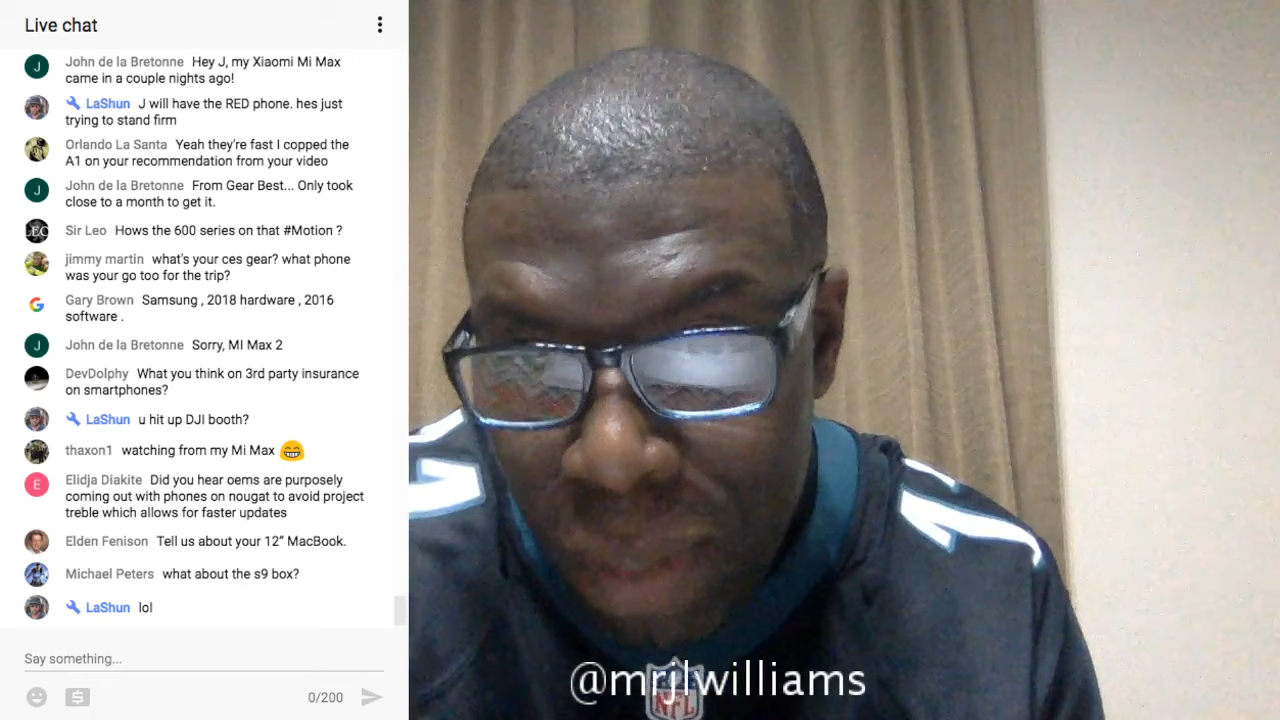 Live chat
John de la Bretonne Hey J, my Xiaomi Mi Max
came in a couple nights ago!
LaShun J will have the RED phone. hes just
trying to stand firm
Orlando La Santa Yeah they're fast I copped the
A1 on your recommendation from your video
John de la Bretonne From Gear Best... Only took
close to a month to get it.
Sir Leo Hows the 600 series on that #Motion ?
jimmy martin what's your ces gear? what phone
was your go too for the trip?
Gary Brown Samsung , 2018 hardware , 2016
software .
John de la Bretonne Sorry, MI Max 2
DevDolphy What you think on 3rd party insurance
on smartphones?
LaShun u hit up DJI booth?
thaxon1 watching from my Mi Max
Elidja Diakite Did you hear oems are purposely
coming out with phones on nougat to avoid project
treble which allows for faster updates
Elden Fenison Tell us about your 12” MacBook.
Michael Peters what about the s9 box?
LaShun lol
Say something...
0/200
@mrjlwilliams
NFL